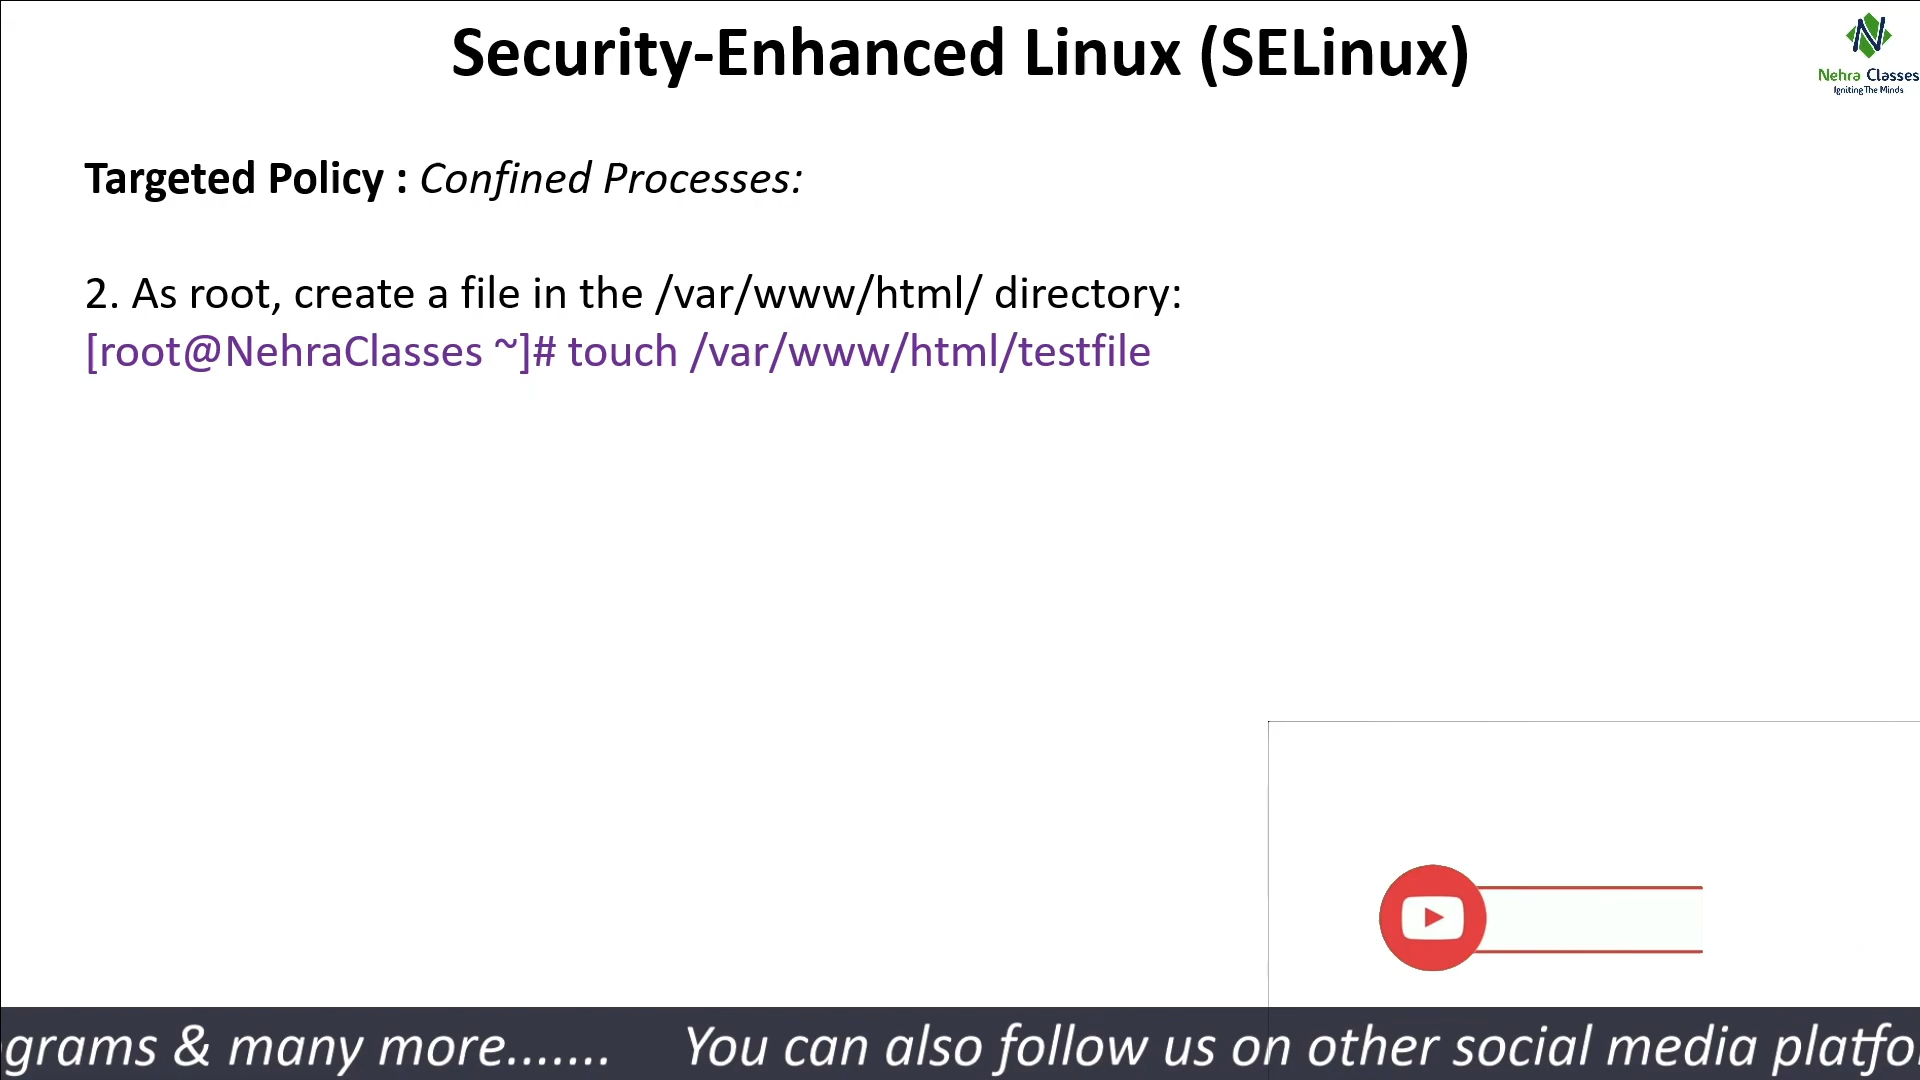 Security-Enhanced Linux (SELinux)
Nehra Classes
Igniting The Minds
Targeted Policy : Confined Processes:
2. As root, create a file in the /var/www/html/ directory:
[root@NehraClasses ~]# touch /var/www/html/testfile
grams & many more....... You can also follow us on other social media platfo